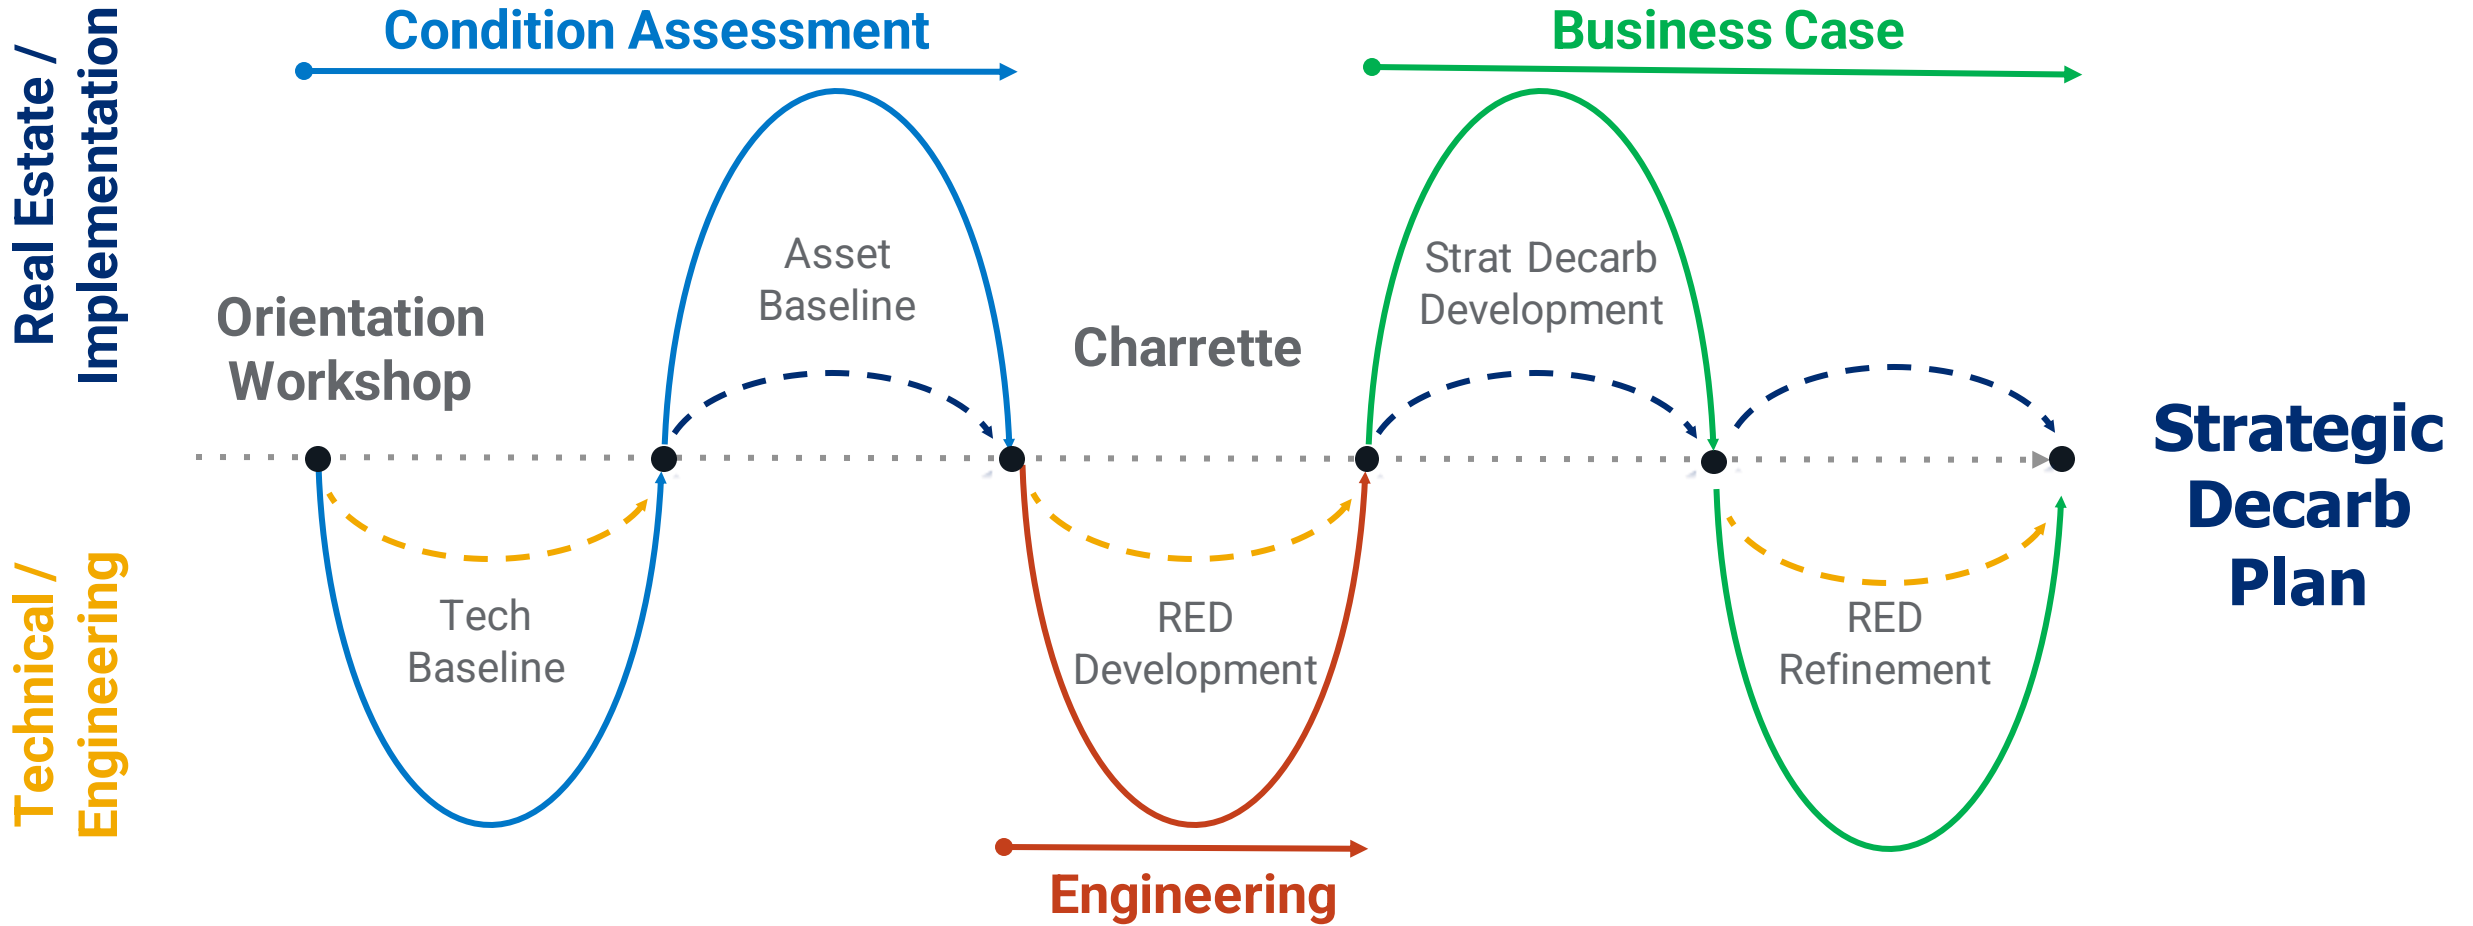 Real Estate /
Implementation
Condition Assessment
Business Case
Asset
Baseline
Strat Decarb
Development
Orientation
Workshop
Charrette
Strategic
Decarb
Plan
Technical /
Engineering
Tech
Baseline
RED
Development
RED
Refinement
Engineering